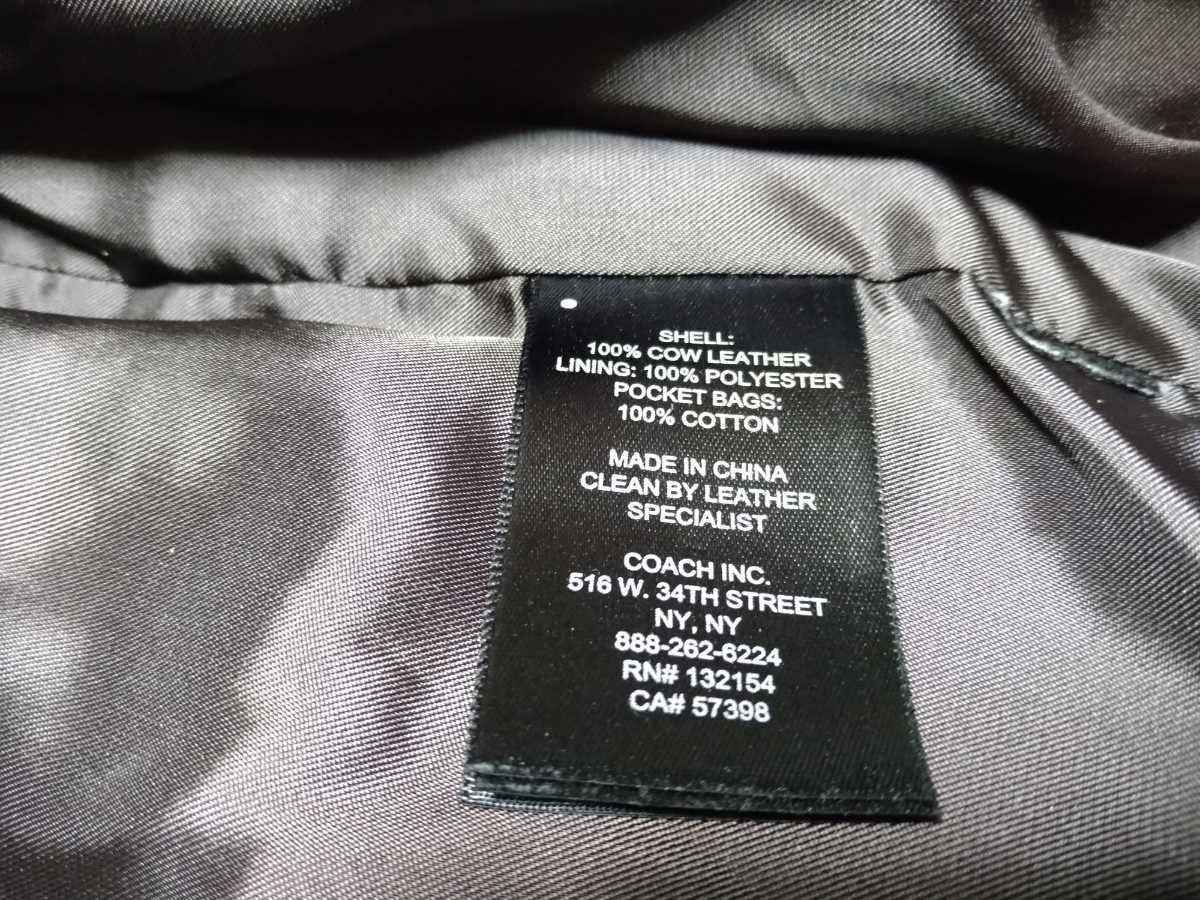 SHELL:
100% COW LEATHER
LINING: 100% POLYESTER
POCKET BAGS:
100% COTTON
MADE IN CHINA
CLEAN BY LEATHER
SPECIALIST
COACH INC.
516 W. 34TH STREET
NY, NY
888-262-6224
RN# 132154
CA# 57398